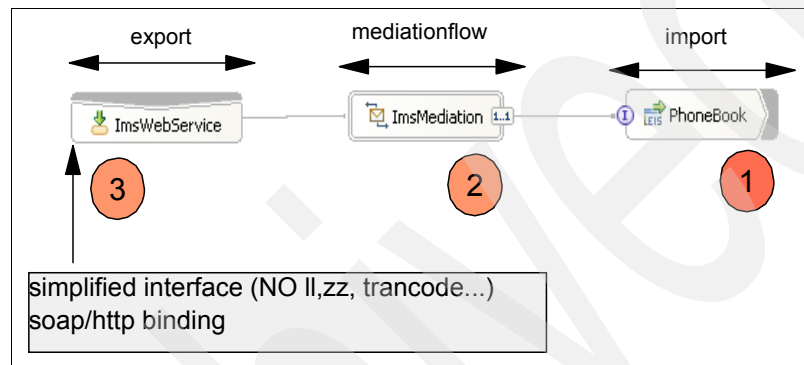 export
mediationflow
import
ImsWebService
ImsMediation
1..1
I
LEIS
PhoneBook
3
2
1
simplified interface (NO ll,zz, trancode...)
soap/http binding